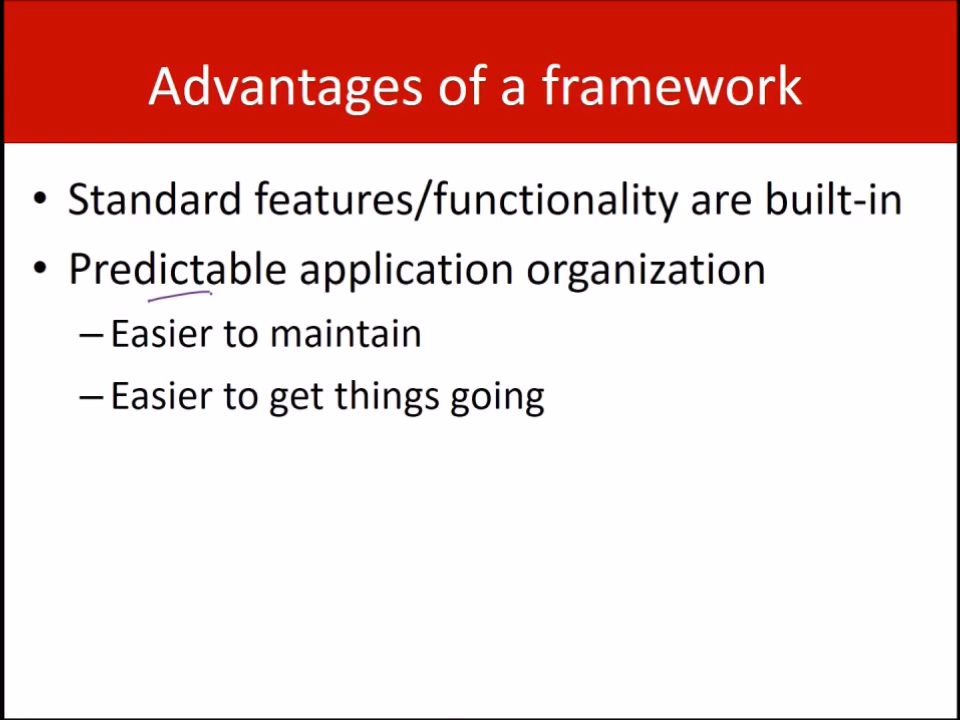 Advantages of a framework
• Standard features/functionality are built-in
• Predictable application organization
– Easier to maintain
– Easier to get things going